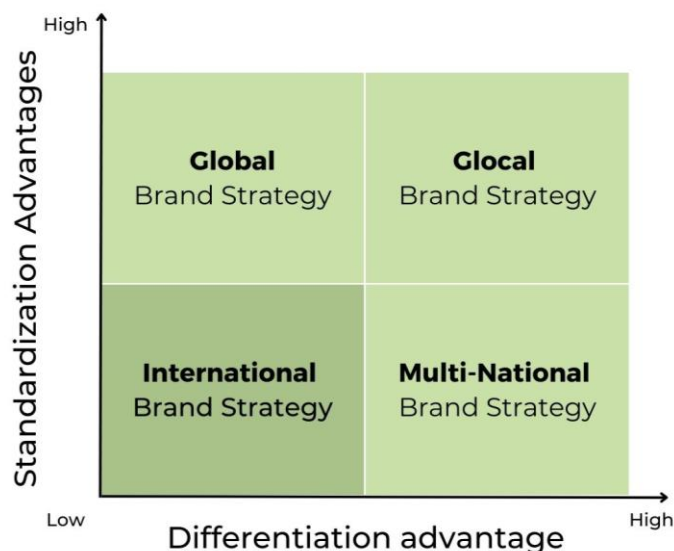 High
Standardization Advantages
Global
Brand Strategy
Glocal
Brand Strategy
International
Brand Strategy
Multi-National
Brand Strategy
Low
High
Differentiation advantage